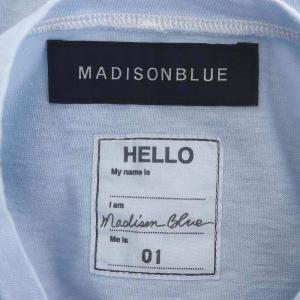 MADISONBLUE
HELLO
My name is
I am
Madison Blue
Me is
01